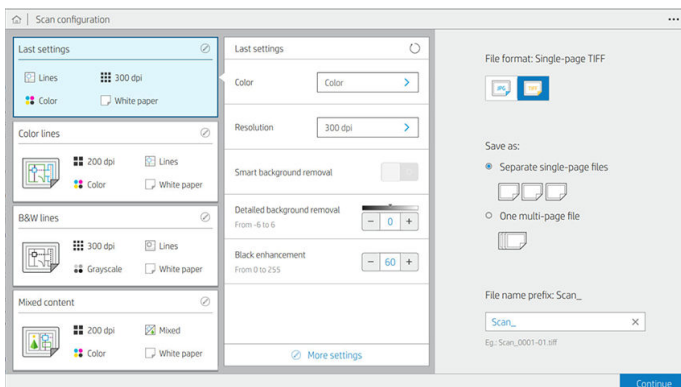 Scan configuration
Last settings
Lines
300 dpi
Color
White paper
Color lines
200 dpi
Lines
Color
White paper
B&W lines
300 dpi
Lines
Grayscale
White paper
Mixed content
200 dpi
Mixed
Color
White paper
Last settings
Color
Color
Resolution
300 dpi
Smart background removal
Detailed background removal
From -6 to 6
− 0 +
Black enhancement
From 0 to 255
− 60 +
More settings
File format: Single-page TIFF
JPG
TIFF
Save as:
Separate single-page files
One multi-page file
File name prefix: Scan_
Scan_
Eg.: Scan_0001-01.tiff
Continue